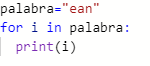 palabra="ean"
for i in palabra:
  print(i)